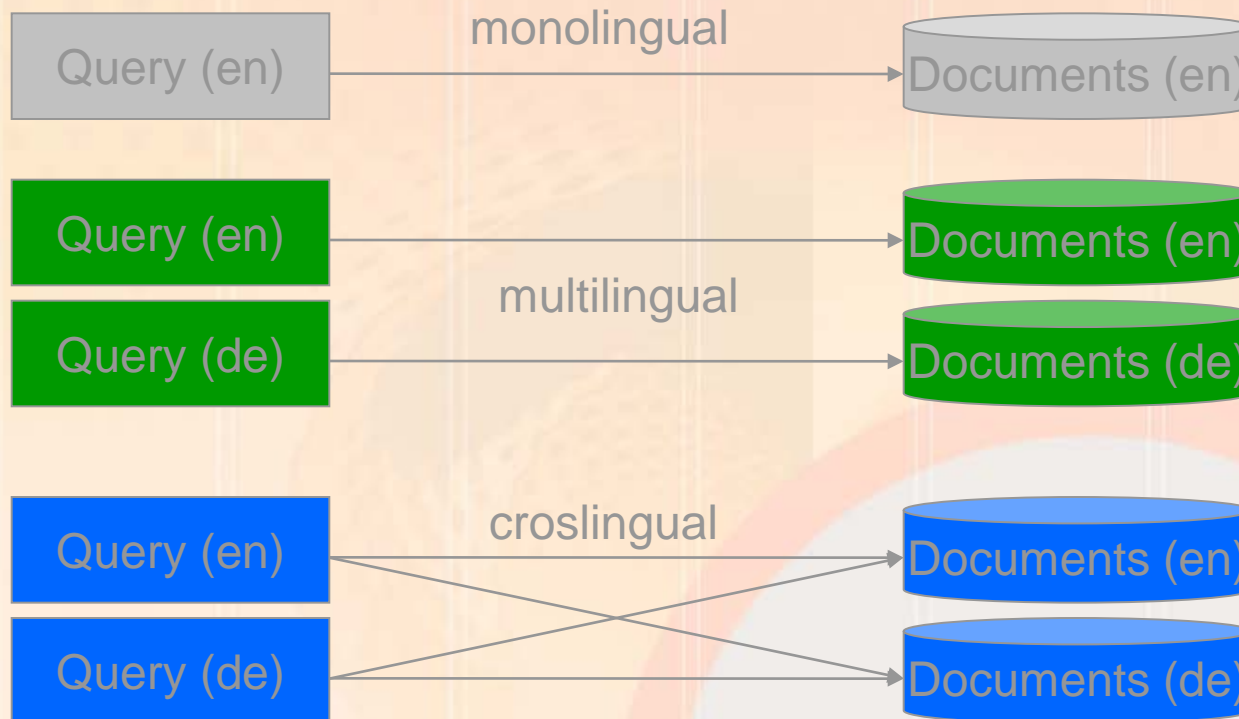 monolingual
Query (en)
Documents (en)
Query (en)
Documents (en)
multilingual
Query (de)
Documents (de)
croslingual
Query (en)
Documents (en)
Query (de)
Documents (de)